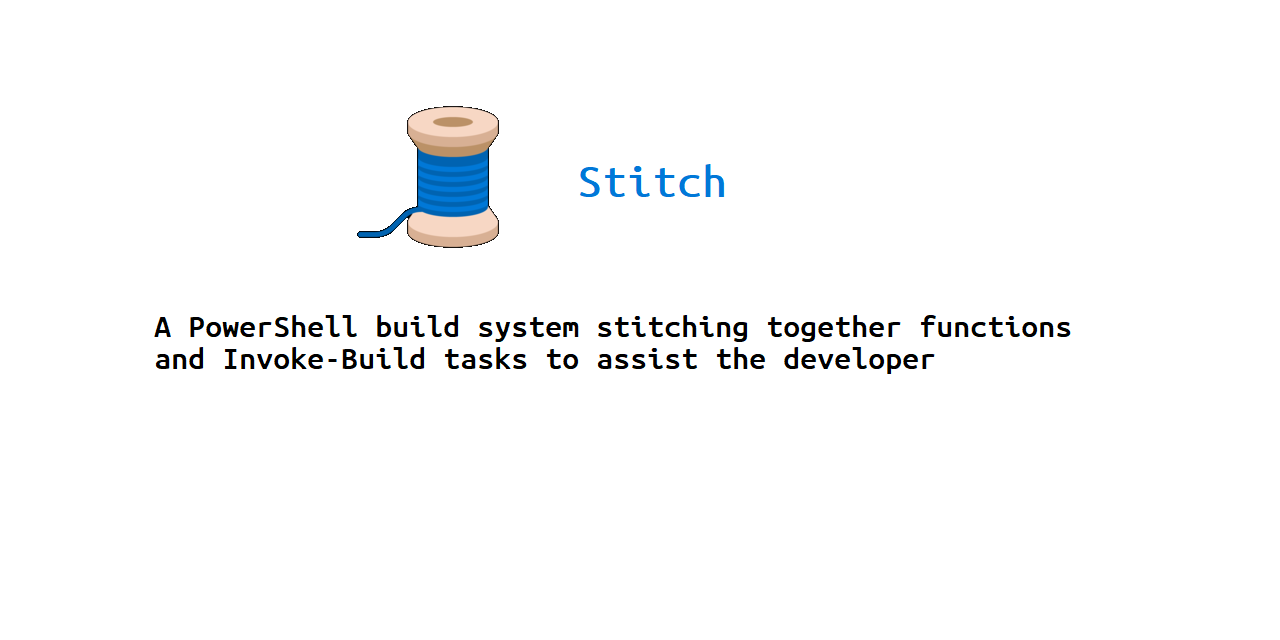 Stitch
A PowerShell build system stitching together functions
and Invoke-Build tasks to assist the developer